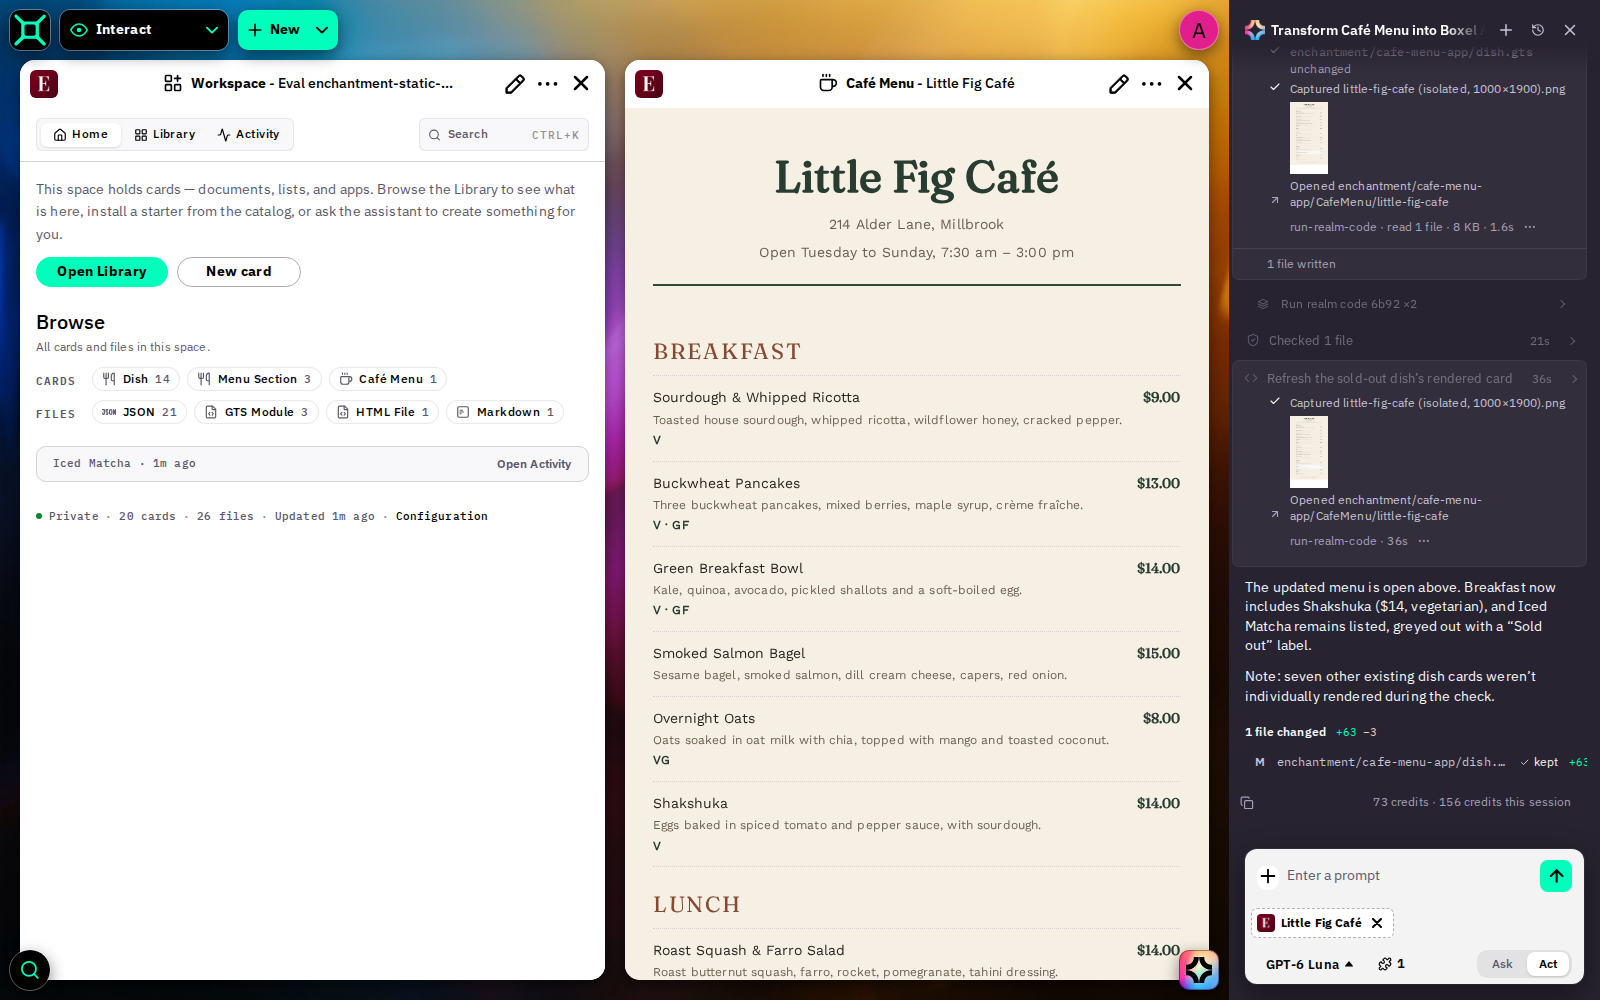 Interact
New
A
E
Workspace - Eval enchantment-static-...
Home
Library
Activity
Search
CTRL+K
This space holds cards — documents, lists, and apps. Browse the Library to see what
is here, install a starter from the catalog, or ask the assistant to create something for
you.
Open Library
New card
Browse
All cards and files in this space.
CARDS
Dish 14
Menu Section 3
Café Menu 1
FILES
JSON JSON 21
GTS Module 3
HTML File 1
Markdown 1
Iced Matcha · 1m ago
Open Activity
Private · 20 cards · 26 files · Updated 1m ago · Configuration
E
Café Menu - Little Fig Café
Little Fig Café
214 Alder Lane, Millbrook
Open Tuesday to Sunday, 7:30 am – 3:00 pm
BREAKFAST
Sourdough & Whipped Ricotta $9.00
Toasted house sourdough, whipped ricotta, wildflower honey, cracked pepper.
V
Buckwheat Pancakes $13.00
Three buckwheat pancakes, mixed berries, maple syrup, crème fraîche.
V · GF
Green Breakfast Bowl $14.00
Kale, quinoa, avocado, pickled shallots and a soft-boiled egg.
V · GF
Smoked Salmon Bagel $15.00
Sesame bagel, smoked salmon, dill cream cheese, capers, red onion.
Overnight Oats $8.00
Oats soaked in oat milk with chia, topped with mango and toasted coconut.
VG
Shakshuka $14.00
Eggs baked in spiced tomato and pepper sauce, with sourdough.
V
LUNCH
Roast Squash & Farro Salad $14.00
Roast butternut squash, farro, rocket, pomegranate, tahini dressing.
Transform Café Menu into Boxel
enchantment/cafe-menu-app/dish.gts
unchanged
Captured little-fig-cafe (isolated, 1000×1900).png
Opened enchantment/cafe-menu-
app/CafeMenu/little-fig-cafe
run-realm-code · read 1 file · 8 KB · 1.6s ···
1 file written
Run realm code 6b92 ×2
Checked 1 file 21s
Refresh the sold-out dish's rendered card 36s
Captured little-fig-cafe (isolated, 1000×1900).png
Opened enchantment/cafe-menu-
app/CafeMenu/little-fig-cafe
run-realm-code · 36s ···
The updated menu is open above. Breakfast now
includes Shakshuka ($14, vegetarian), and Iced
Matcha remains listed, greyed out with a “Sold
out” label.
Note: seven other existing dish cards weren’t
individually rendered during the check.
1 file changed +63 −3
M enchantment/cafe-menu-app/dish.… kept +63
73 credits · 156 credits this session
Enter a prompt
E Little Fig Café
GPT-6 Luna
1
Ask
Act